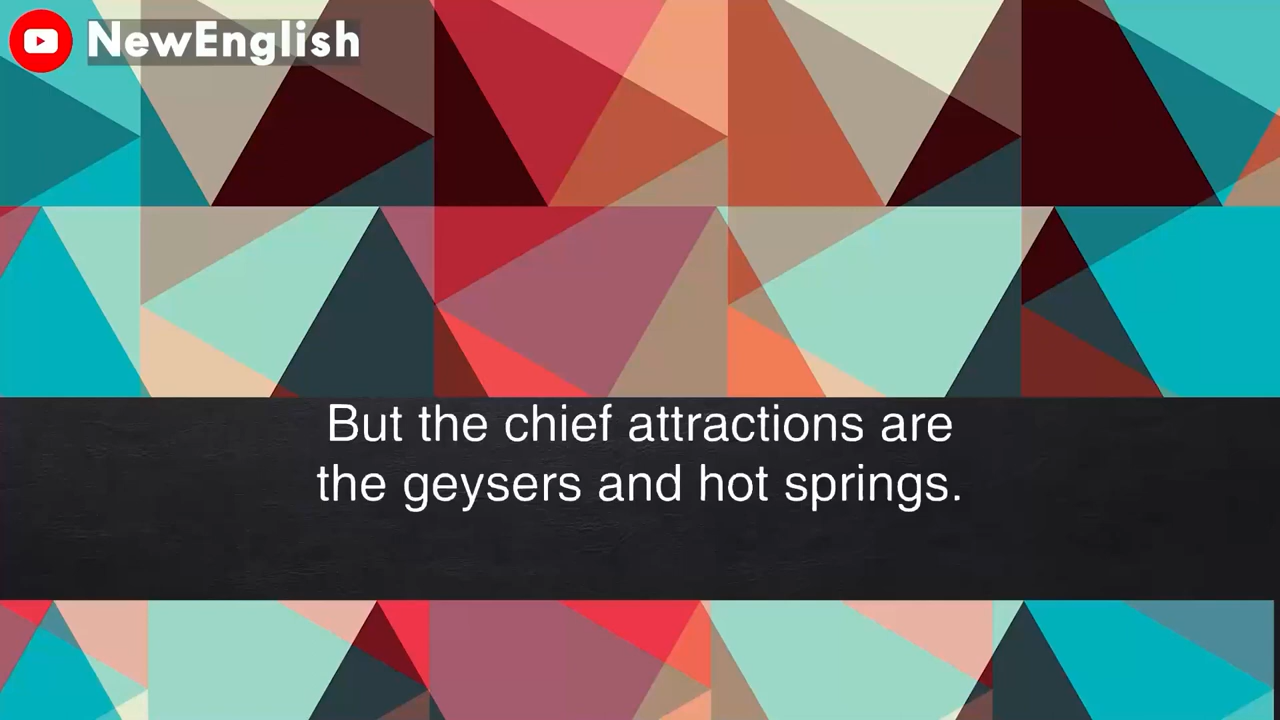 NewEnglish
But the chief attractions are
the geysers and hot springs.